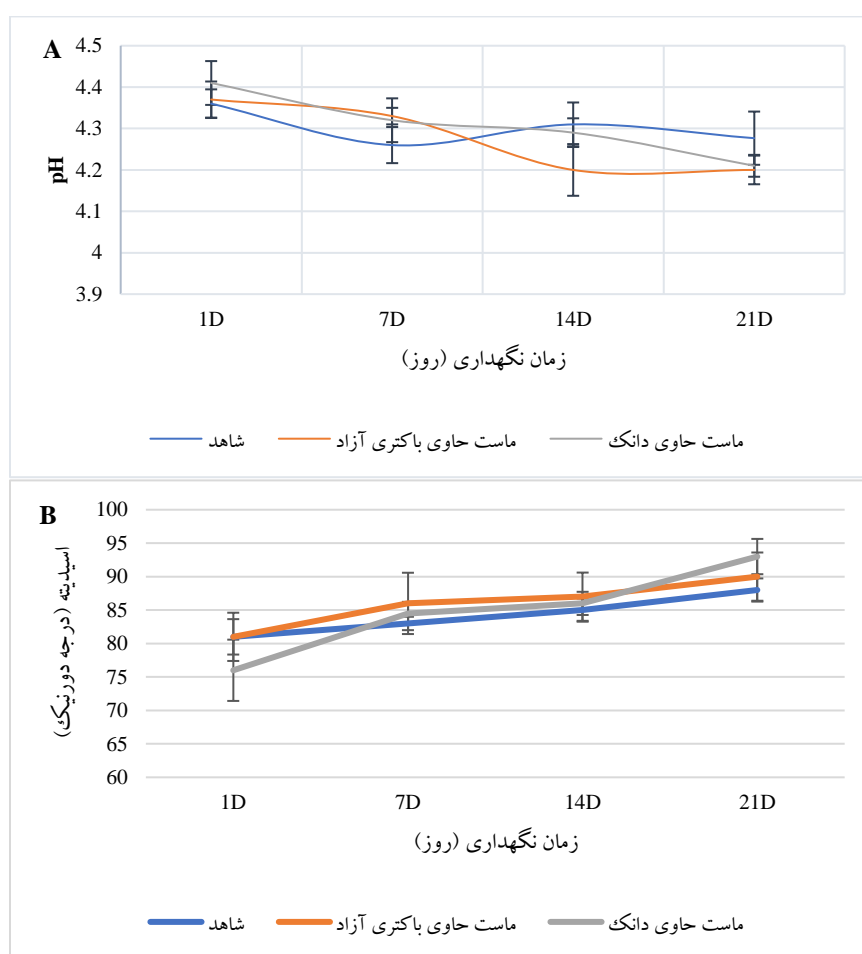 A
4.5
4.4
4.3
4.2
4.1
4
3.9
pH
1D 7D 14D 21D
زمان نگهداری (روز)
شاهد ماست حاوی باکتری آزاد ماست حاوی دانک
B
100
95
90
85
80
75
70
65
60
اسیدیته (درجه دورنیک)
1D 7D 14D 21D
زمان نگهداری (روز)
شاهد ماست حاوی باکتری آزاد ماست حاوی دانک